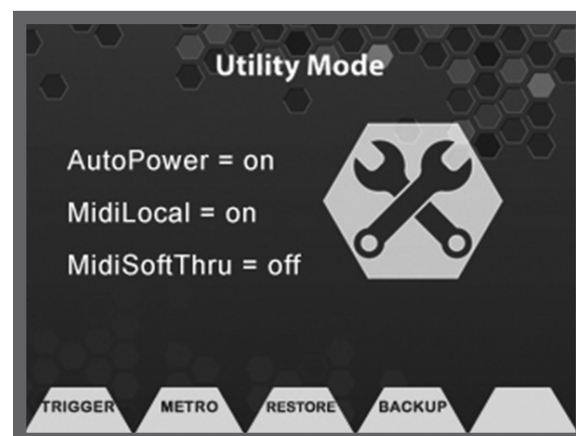 Utility Mode
AutoPower = on
MidiLocal = on
MidiSoftThru = off
TRIGGER METRO RESTORE BACKUP